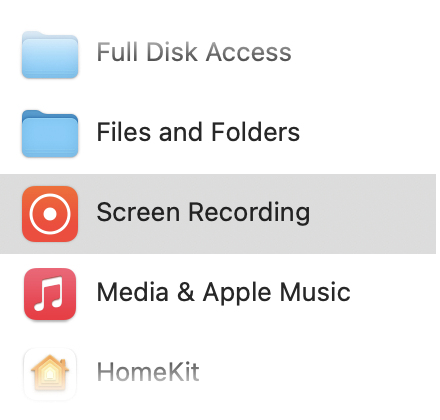 Full Disk Access
Files and Folders
Screen Recording
Media & Apple Music
HomeKit